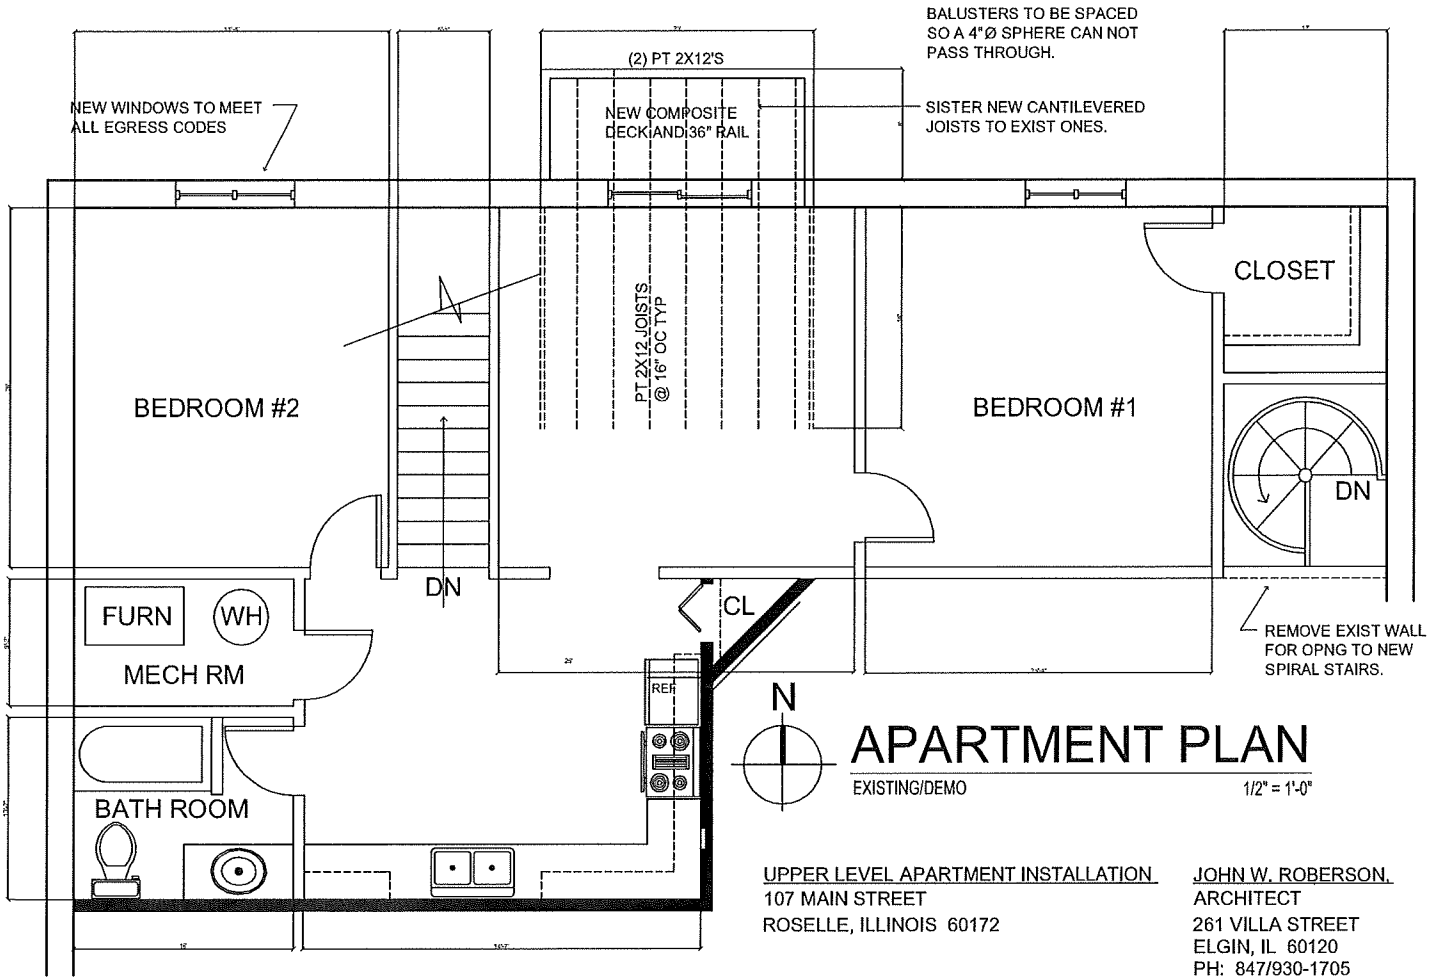 BALUSTERS TO BE SPACED
SO A 4"Ø SPHERE CAN NOT
PASS THROUGH.
(2) PT 2X12'S
NEW WINDOWS TO MEET
ALL EGRESS CODES
NEW COMPOSITE
DECK AND 36" RAIL
SISTER NEW CANTILEVERED
JOISTS TO EXIST ONES.
CLOSET
PT 2X12 JOISTS
@ 16" OC TYP
BEDROOM #2
BEDROOM #1
DN
DN
FURN
WH
MECH RM
CL
REMOVE EXIST WALL
FOR OPNG TO NEW
SPIRAL STAIRS.
REF
N
APARTMENT PLAN
EXISTING/DEMO
1/2" = 1'-0"
BATH ROOM
UPPER LEVEL APARTMENT INSTALLATION
107 MAIN STREET
ROSELLE, ILLINOIS 60172
JOHN W. ROBERSON,
ARCHITECT
261 VILLA STREET
ELGIN, IL 60120
PH: 847/930-1705